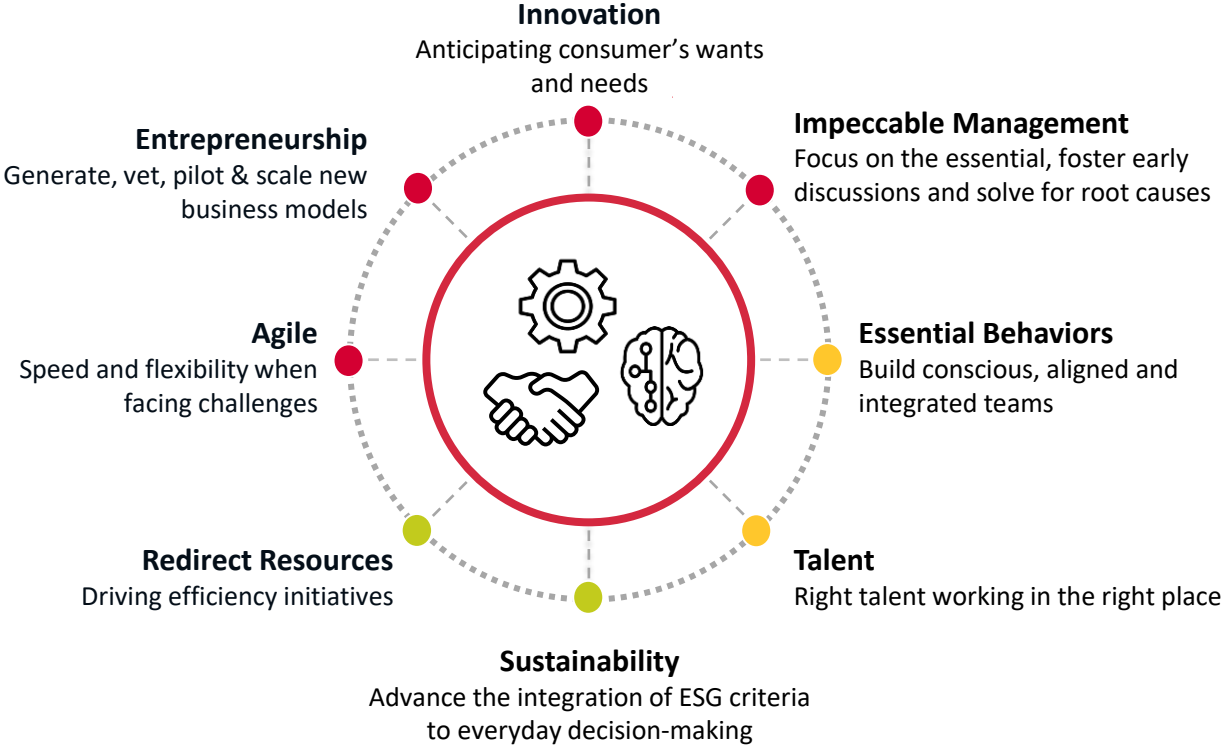 Innovation
Anticipating consumer’s wants
and needs
Impeccable Management
Focus on the essential, foster early
discussions and solve for root causes
Essential Behaviors
Build conscious, aligned and
integrated teams
Talent
Right talent working in the right place
Sustainability
Advance the integration of ESG criteria
to everyday decision-making
Redirect Resources
Driving efficiency initiatives
Agile
Speed and flexibility when
facing challenges
Entrepreneurship
Generate, vet, pilot & scale new
business models